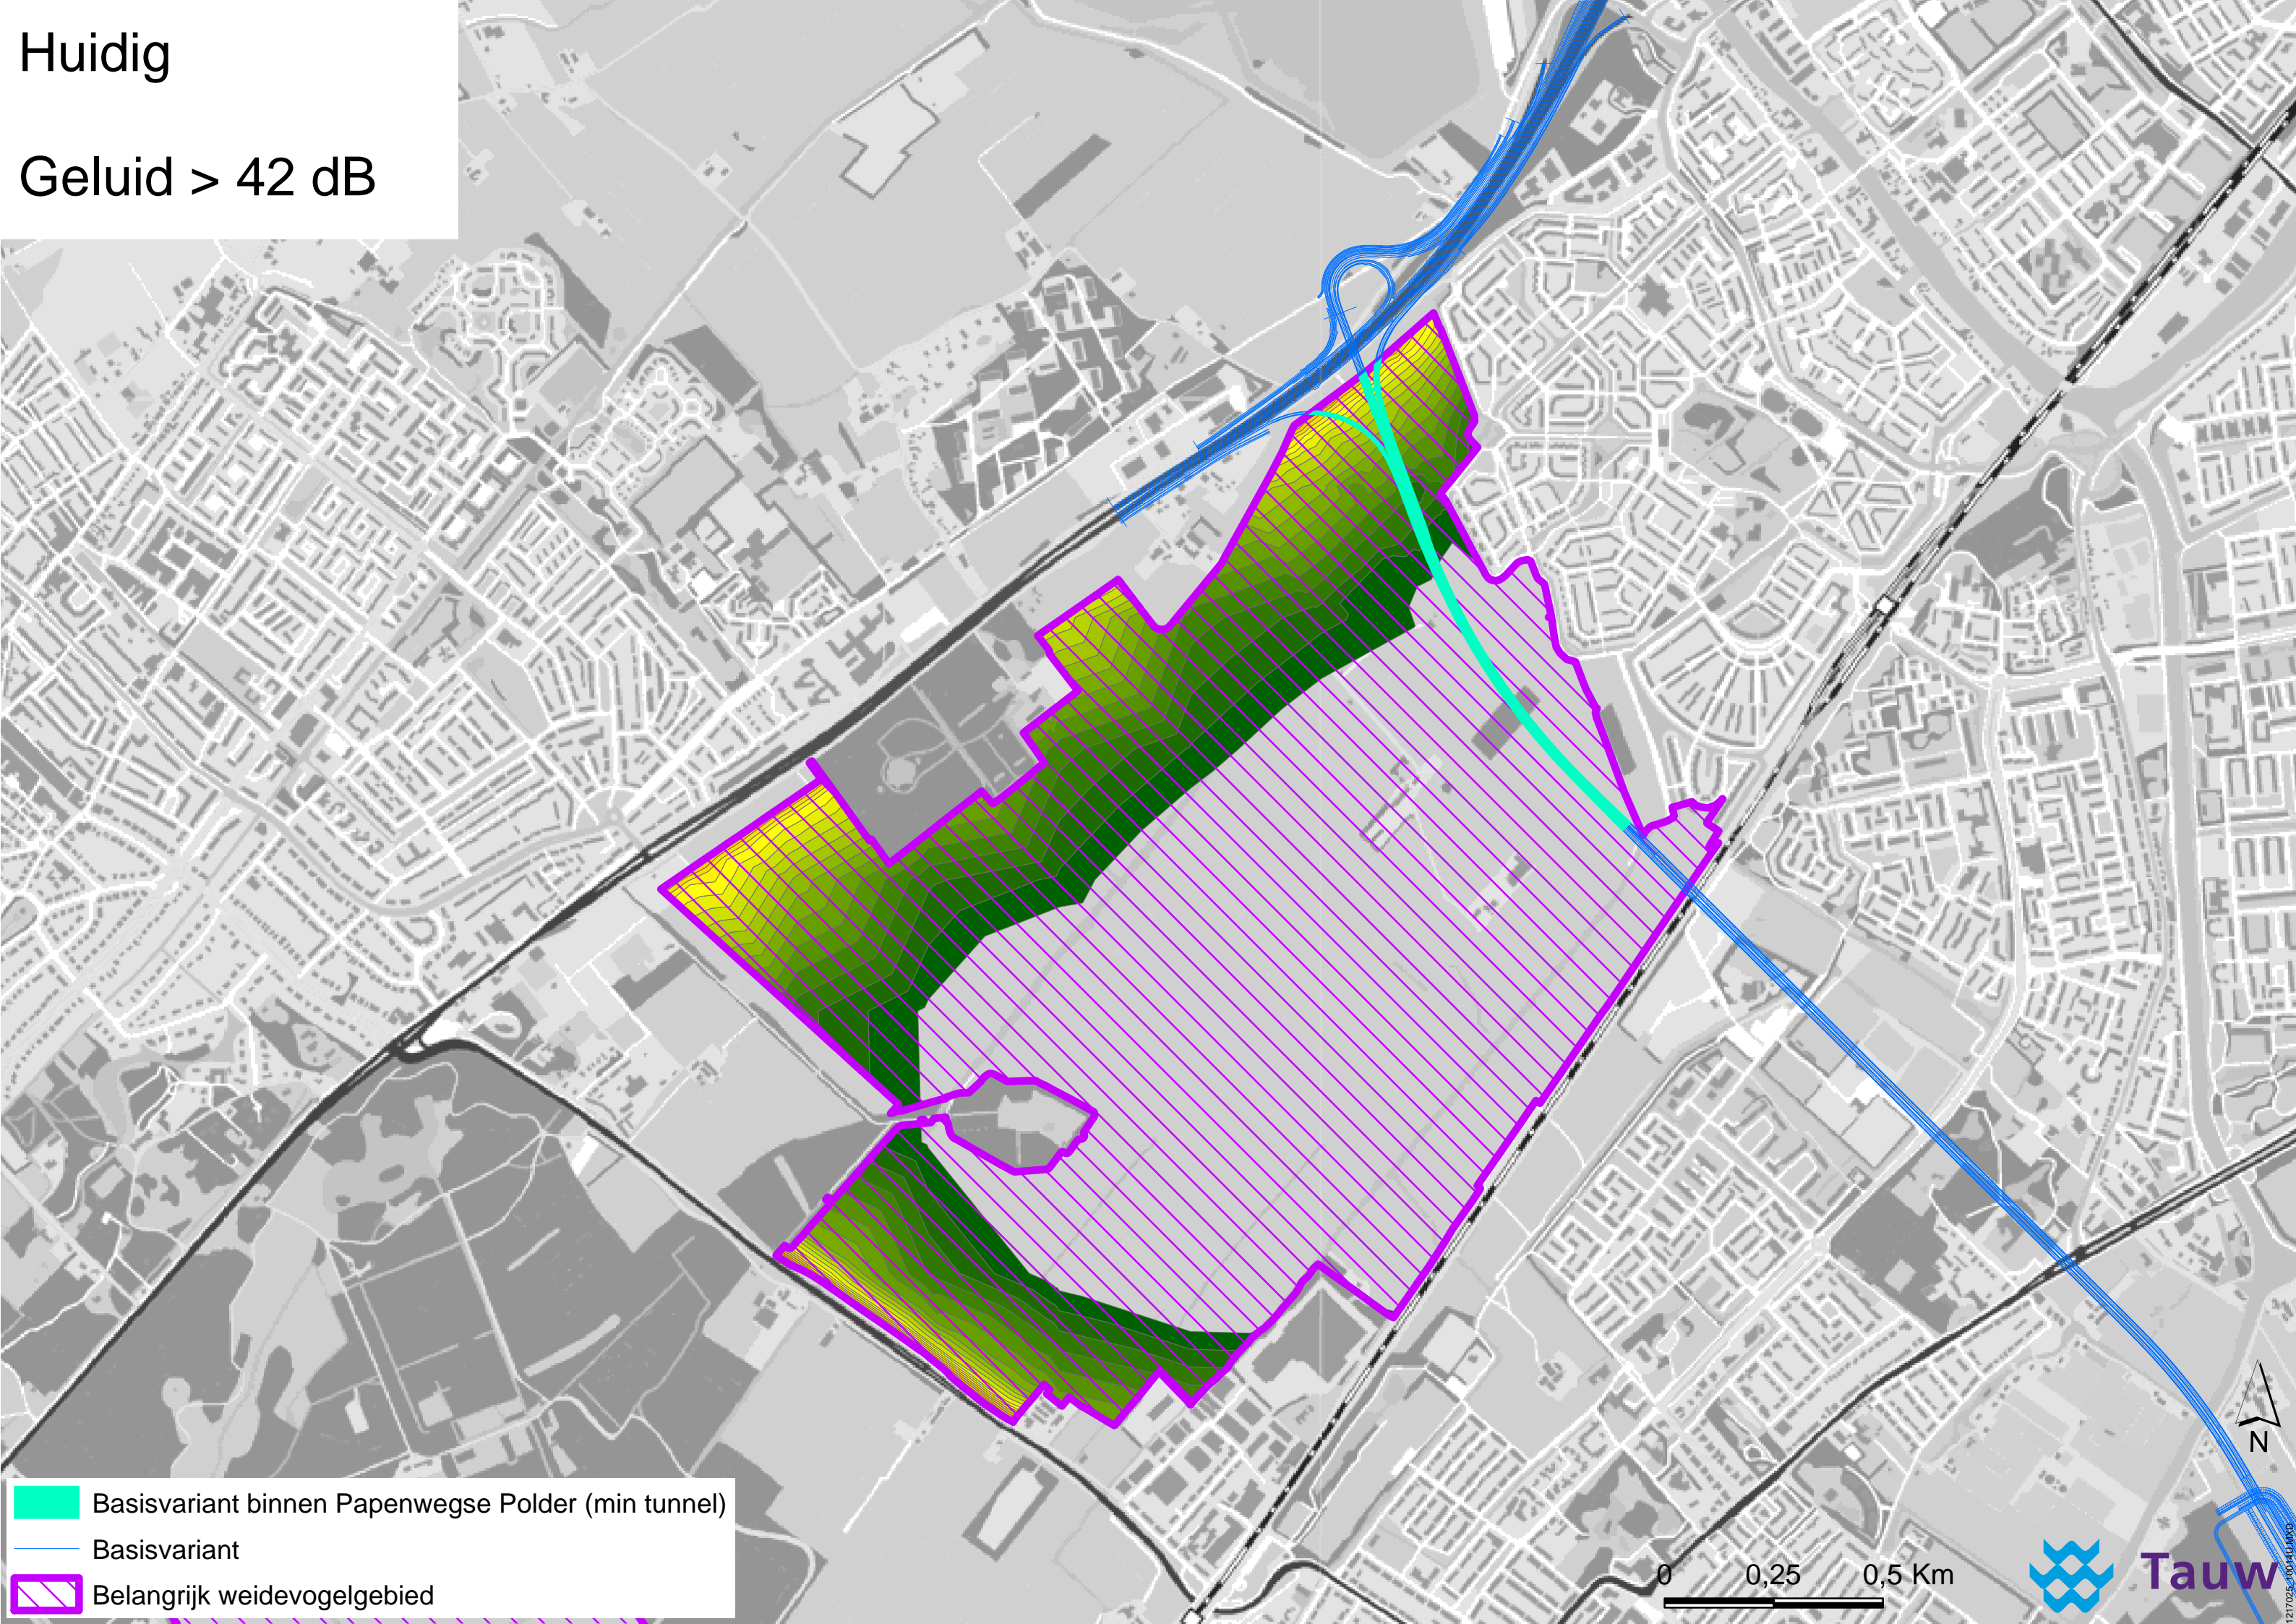 Huidig
Geluid > 42 dB
Basisvariant binnen Papenwegse Polder (min tunnel)
Basisvariant
Belangrijk weidevogelgebied
0 0,25 0,5 Km
N
Tauw